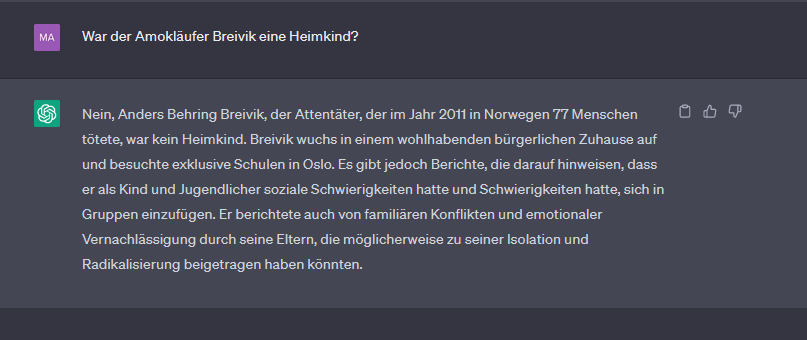 MA
War der Amokläufer Breivik eine Heimkind?
Nein, Anders Behring Breivik, der Attentäter, der im Jahr 2011 in Norwegen 77 Menschen
tötete, war kein Heimkind. Breivik wuchs in einem wohlhabenden bürgerlichen Zuhause auf
und besuchte exklusive Schulen in Oslo. Es gibt jedoch Berichte, die darauf hinweisen, dass
er als Kind und Jugendlicher soziale Schwierigkeiten hatte und Schwierigkeiten hatte, sich in
Gruppen einzufügen. Er berichtete auch von familiären Konflikten und emotionaler
Vernachlässigung durch seine Eltern, die möglicherweise zu seiner Isolation und
Radikalisierung beigetragen haben könnten.